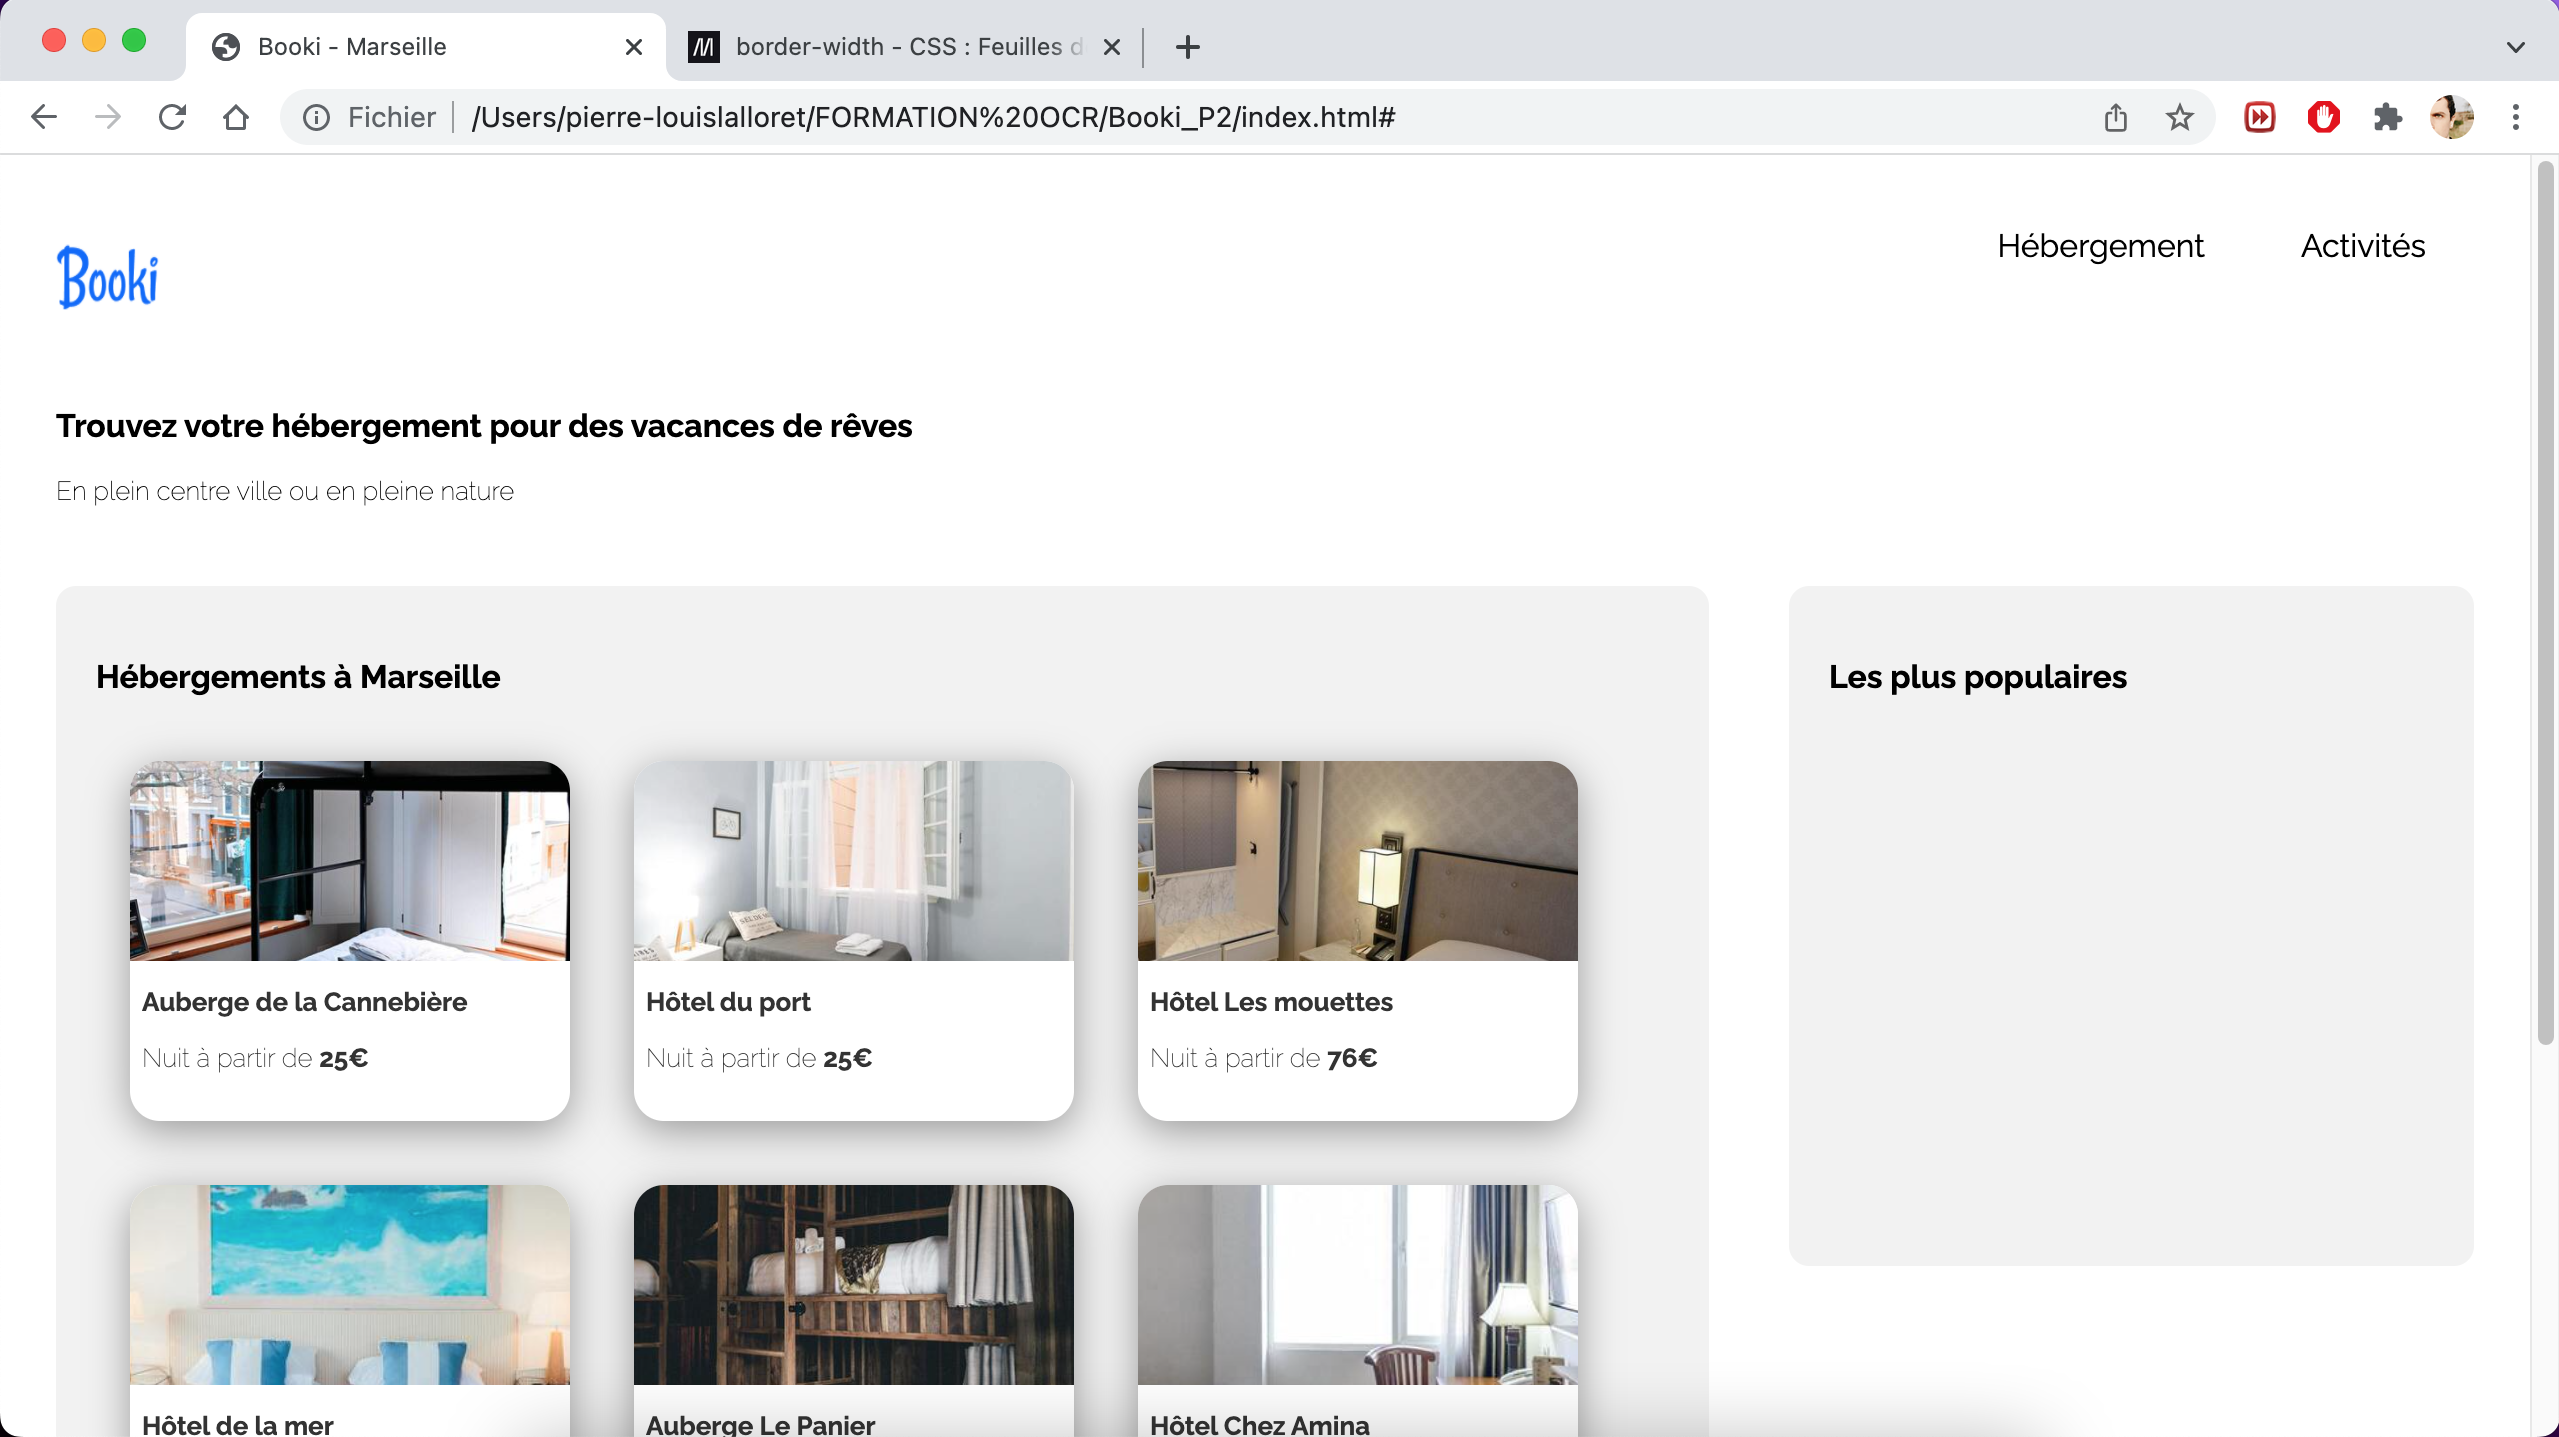 Booki - Marseille
border-width - CSS : Feuilles d
Fichier | /Users/pierre-louislalloret/FORMATION%20OCR/Booki_P2/index.html#
Booki
Hébergement
Activités
Trouvez votre hébergement pour des vacances de rêves
En plein centre ville ou en pleine nature
Hébergements à Marseille
Les plus populaires
Auberge de la Cannebière
Hôtel du port
Hôtel Les mouettes
Nuit à partir de 25€
Nuit à partir de 25€
Nuit à partir de 76€
Hôtel de la mer
Auberge Le Panier
Hôtel Chez Amina